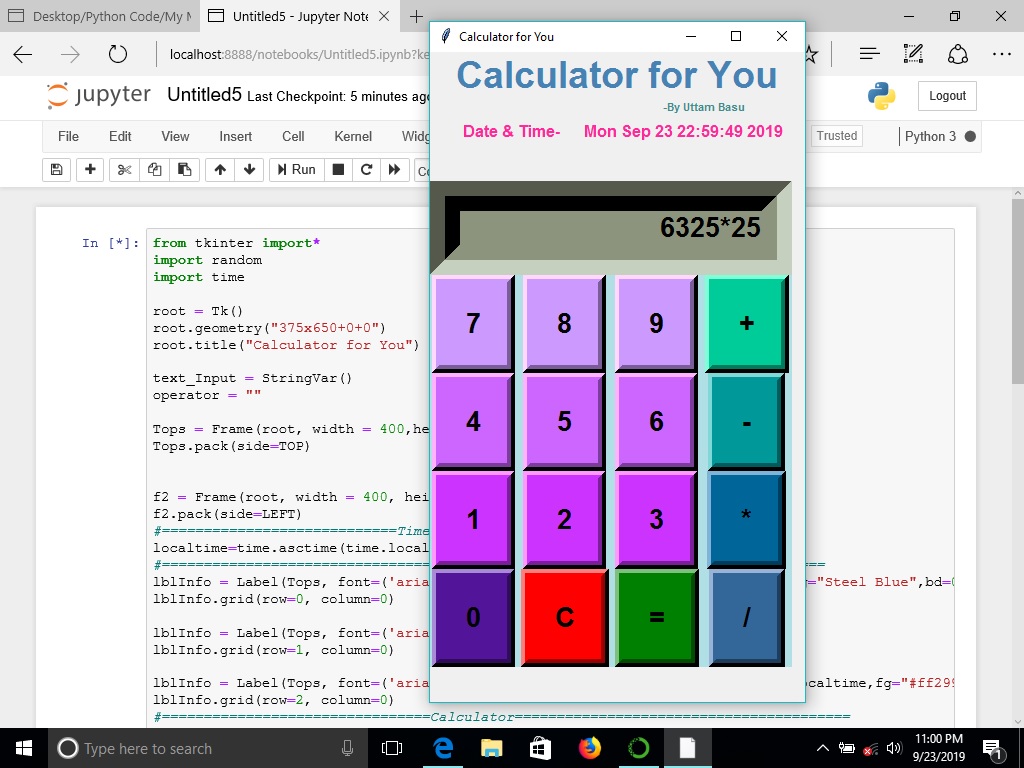 Desktop/Python Code/My
Untitled5 - Jupyter Note
localhost:8888/notebooks/Untitled5.ipynb?ke
jupyter Untitled5 Last Checkpoint: 5 minutes ago
Logout
File Edit View Insert Cell Kernel Widg Trusted Python 3
Run
In [*]:
from tkinter import*
import random
import time
root = Tk()
root.geometry("375x650+0+0")
root.title("Calculator for You")
text_Input = StringVar()
operator = ""
Tops = Frame(root, width = 400,he
Tops.pack(side=TOP)
f2 = Frame(root, width = 400, hei
f2.pack(side=LEFT)
#============================Time
localtime=time.asctime(time.local
lblInfo = Label(Tops, font=('aria
="Steel Blue",bd=
lblInfo.grid(row=0, column=0)
lblInfo = Label(Tops, font=('aria
lblInfo.grid(row=1, column=0)
lblInfo = Label(Tops, font=('aria
caltime,fg="#ff299
lblInfo.grid(row=2, column=0)
#================================Calculator========================================
Calculator for You
Calculator for You
-By Uttam Basu
Date & Time- Mon Sep 23 22:59:49 2019
6325*25
7 8 9 +
4 5 6 -
1 2 3 *
0 C = /
Type here to search
11:00 PM
9/23/2019
1